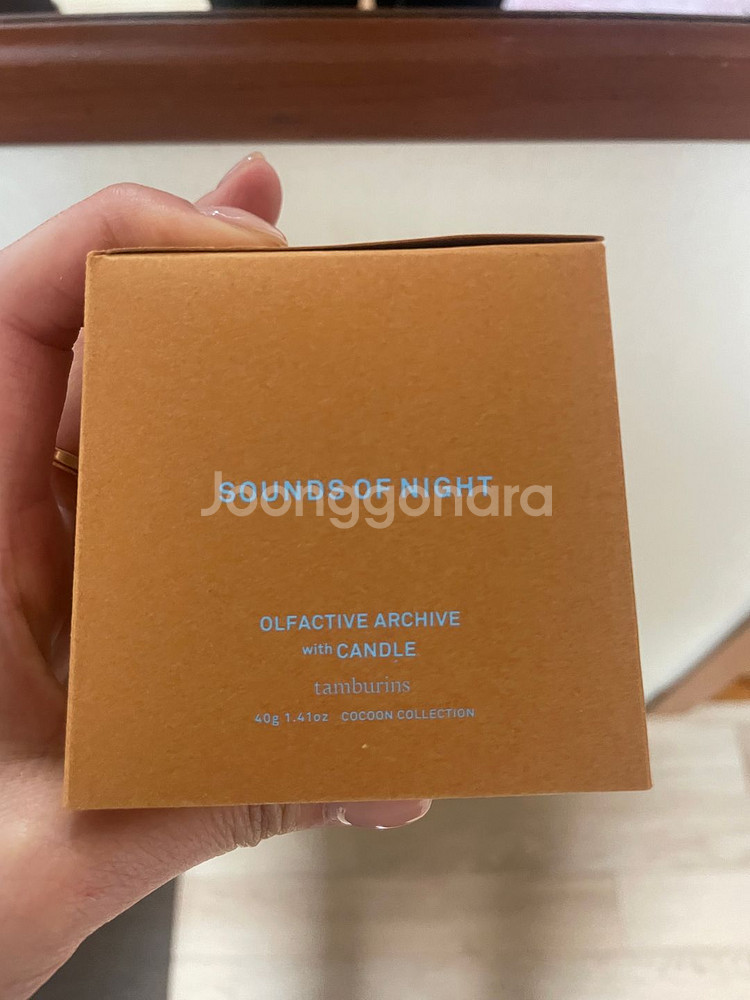 SOUNDS OF NIGHT
Joonggonara
OLFACTIVE ARCHIVE
with CANDLE
tamburins
40g 1.41oz COCOON COLLECTION